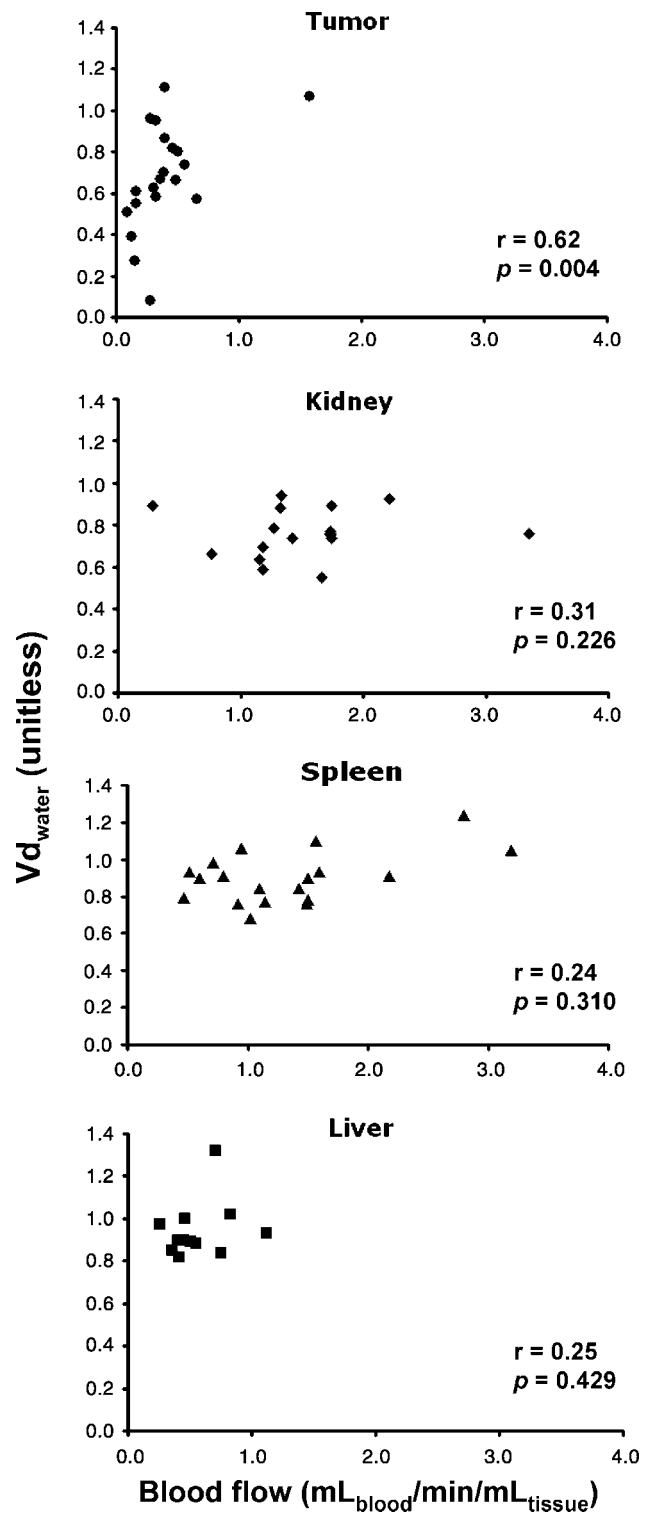 Tumor
1.4
1.2
1.0
0.8
0.6
0.4
0.2
0.0
r = 0.62
p = 0.004
0.0 1.0 2.0 3.0 4.0
Kidney
1.4
1.2
1.0
0.8
0.6
0.4
0.2
0.0
r = 0.31
p = 0.226
0.0 1.0 2.0 3.0 4.0
Vdwater (unitless)
Spleen
1.4
1.2
1.0
0.8
0.6
0.4
0.2
0.0
r = 0.24
p = 0.310
0.0 1.0 2.0 3.0 4.0
Liver
1.4
1.2
1.0
0.8
0.6
0.4
0.2
0.0
r = 0.25
p = 0.429
0.0 1.0 2.0 3.0 4.0
Blood flow (mLblood/min/mLtissue)